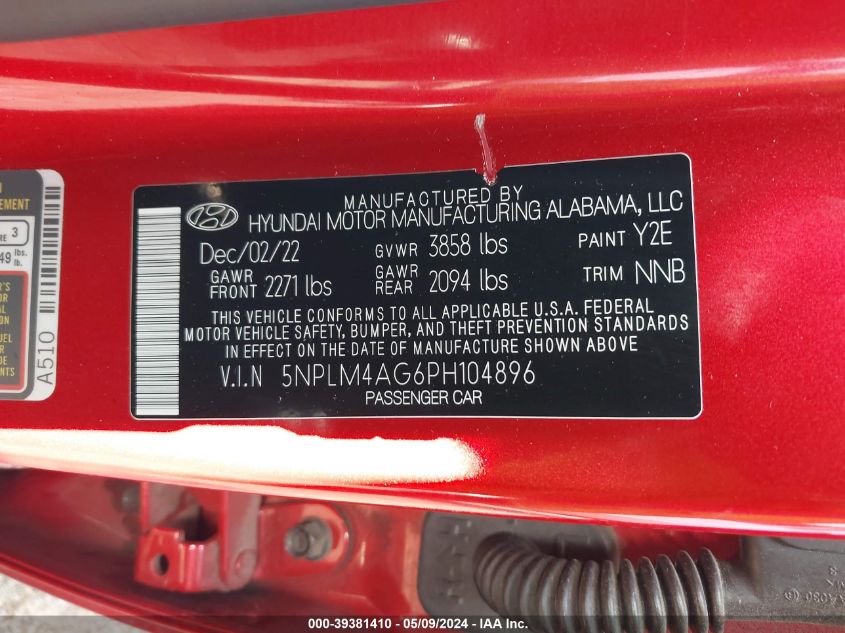 MANUFACTURED BY
HYUNDAI MOTOR MANUFACTURING ALABAMA, LLC
Dec/02/22 GVWR 3858 lbs PAINT Y2E
GAWR FRONT 2271 lbs GAWR REAR 2094 lbs TRIM NNB
THIS VEHICLE CONFORMS TO ALL APPLICABLE U.S.A. FEDERAL
MOTOR VEHICLE SAFETY, BUMPER, AND THEFT PREVENTION STANDARDS
IN EFFECT ON THE DATE OF MANUFACTURE SHOWN ABOVE
V.I.N 5NPLM4AG6PH104896
PASSENGER CAR
3
lbs.
lb.
A510
000-39381410 - 05/09/2024 - IAA Inc.